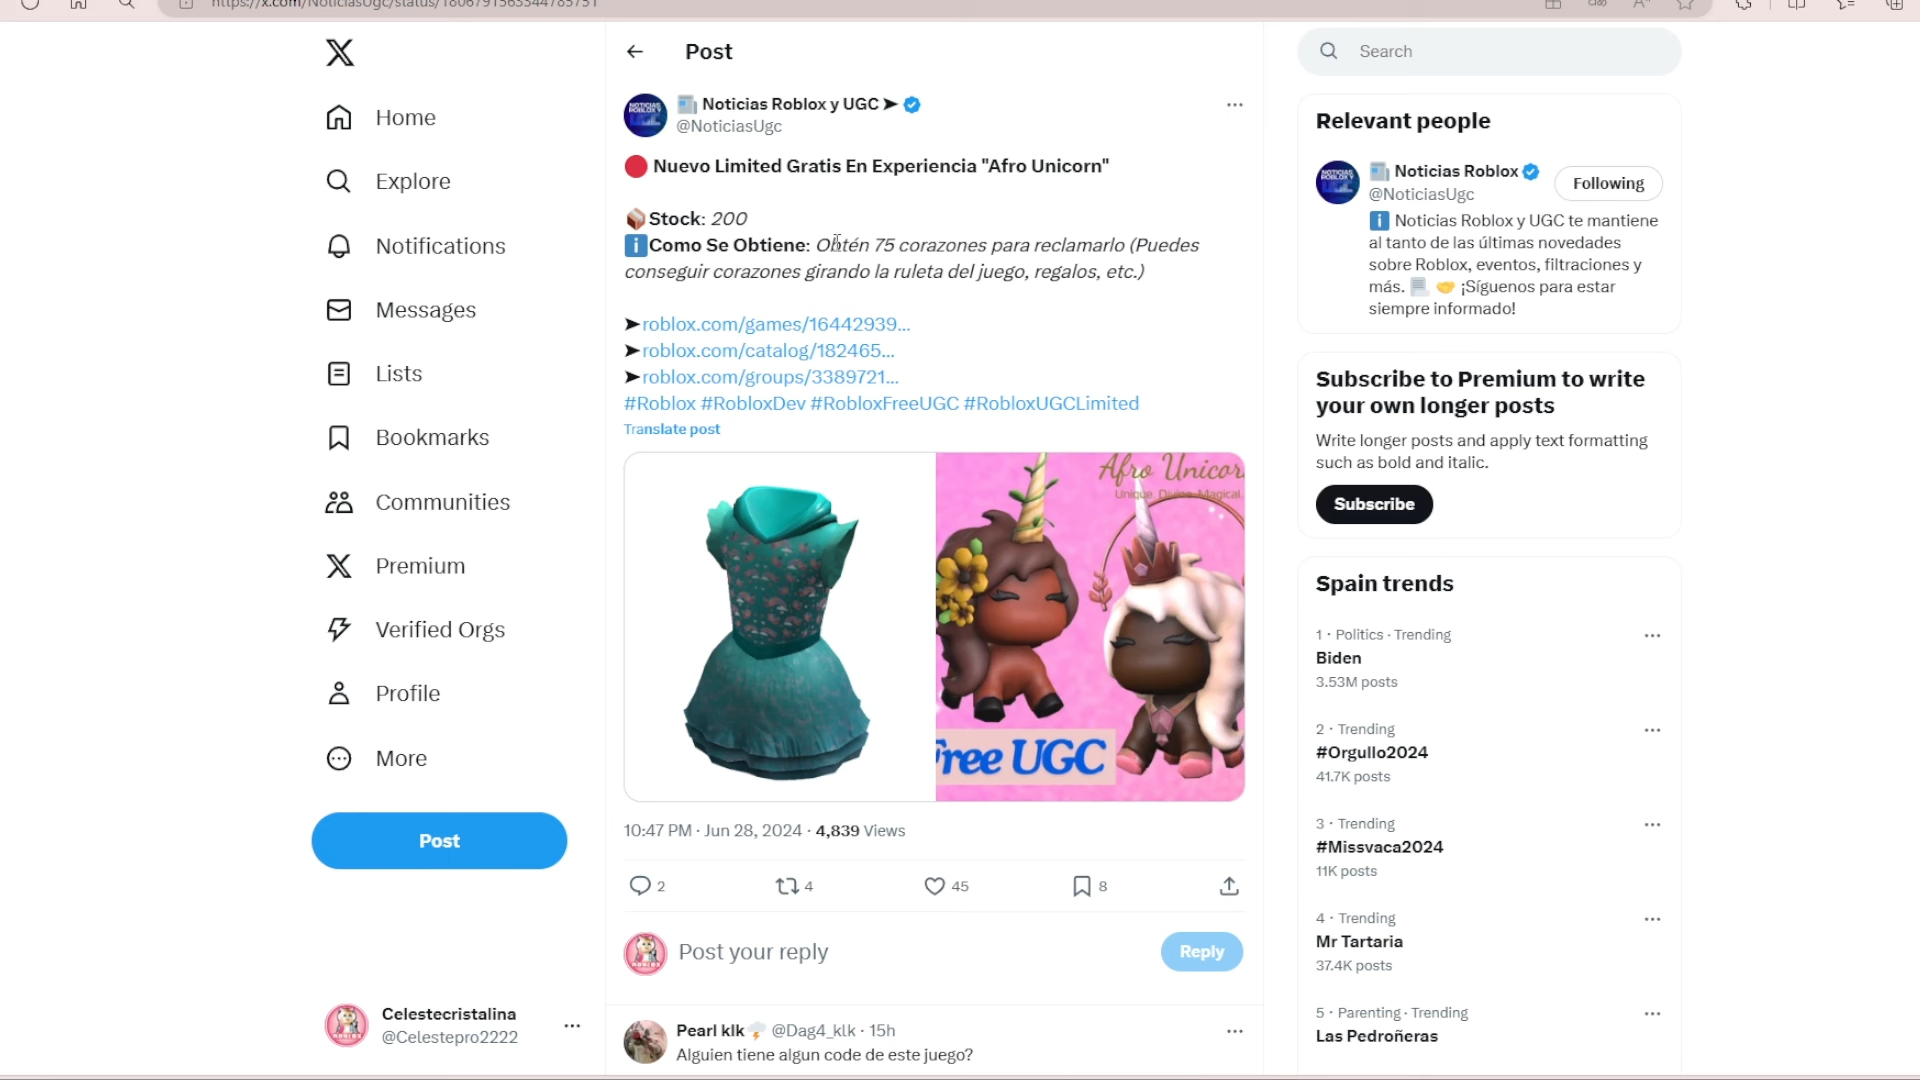 https://x.com/NoticiasUgc/status/1806791563344785751
Home
Explore
Notifications
Messages
Lists
Bookmarks
Communities
Premium
Verified Orgs
Profile
More
Post
Celestecristalina
@Celestepro2222
Post
Noticias Roblox y UGC ➤
@NoticiasUgc
🔴 Nuevo Limited Gratis En Experiencia "Afro Unicorn"
📦Stock: 200
ℹ️Como Se Obtiene: Obtén 75 corazones para reclamarlo (Puedes
conseguir corazones girando la ruleta del juego, regalos, etc.)
➤roblox.com/games/16442939...
➤roblox.com/catalog/182465...
➤roblox.com/groups/3389721...
#Roblox #RobloxDev #RobloxFreeUGC #RobloxUGCLimited
Translate post
Afro Unicor
Unique. Divine. Magical.
Free UGC
10:47 PM · Jun 28, 2024 · 4,839 Views
2 4 45 8
Post your reply
Reply
Pearl klk🌩️ @Dag4_klk · 15h
Alguien tiene algun code de este juego?
Search
Relevant people
Noticias Roblox
@NoticiasUgc
Following
ℹ️ Noticias Roblox y UGC te mantiene
al tanto de las últimas novedades
sobre Roblox, eventos, filtraciones y
más. 📃 🤝 ¡Síguenos para estar
siempre informado!
Subscribe to Premium to write
your own longer posts
Write longer posts and apply text formatting
such as bold and italic.
Subscribe
Spain trends
1 · Politics · Trending
Biden
3.53M posts
2 · Trending
#Orgullo2024
41.7K posts
3 · Trending
#Missvaca2024
11K posts
4 · Trending
Mr Tartaria
37.4K posts
5 · Parenting · Trending
Las Pedroñeras